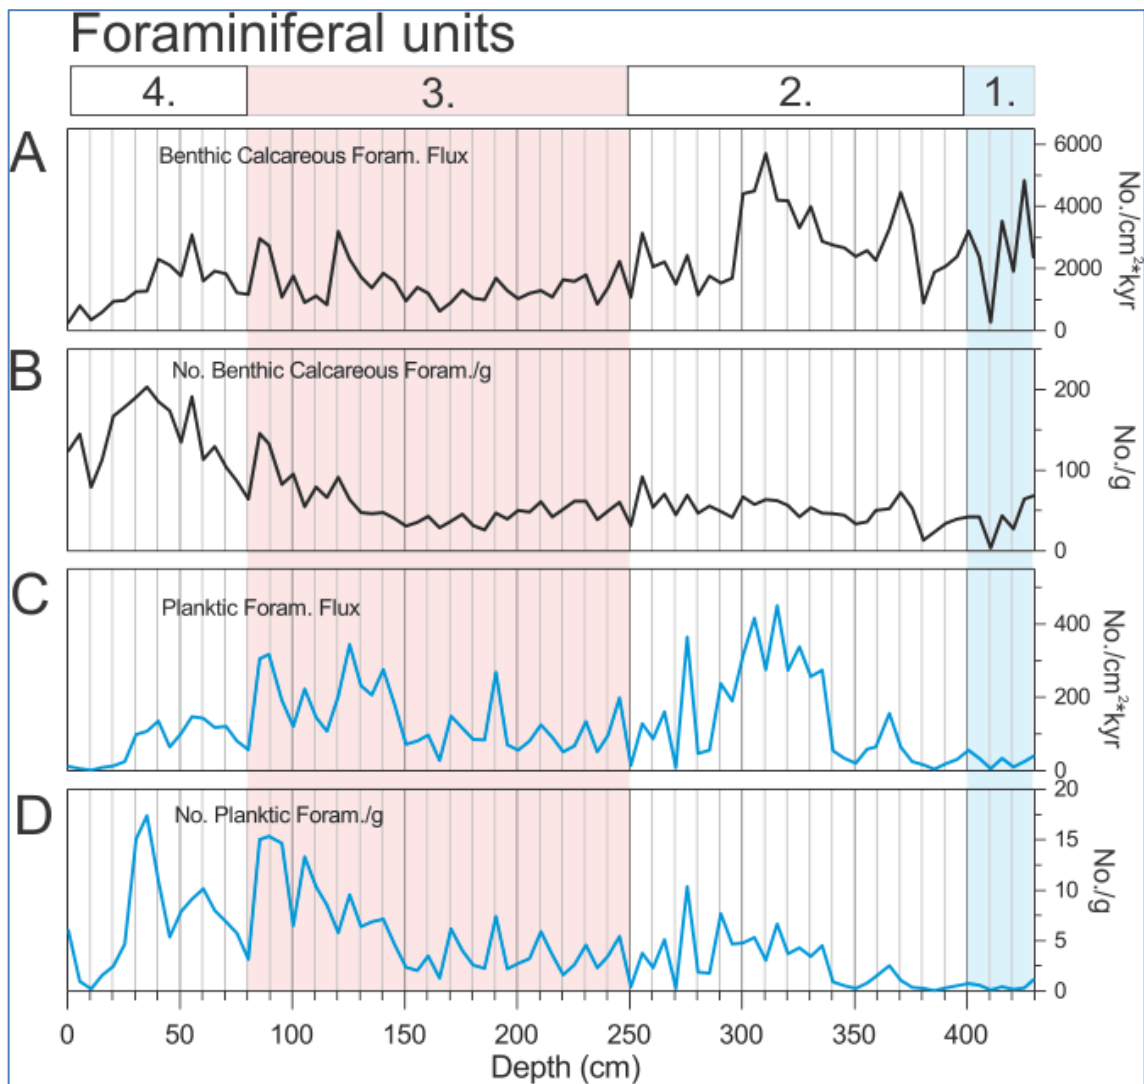 Foraminiferal units
4. 3. 2. 1.
A
Benthic Calcareous Foram. Flux
6000
4000
2000
0
No./cm²*kyr
B
No. Benthic Calcareous Foram./g
200
100
0
No./g
C
Planktic Foram. Flux
400
200
0
No./cm²*kyr
D
No. Planktic Foram./g
20
15
10
5
0
No./g
0 50 100 150 200 250 300 350 400
Depth (cm)